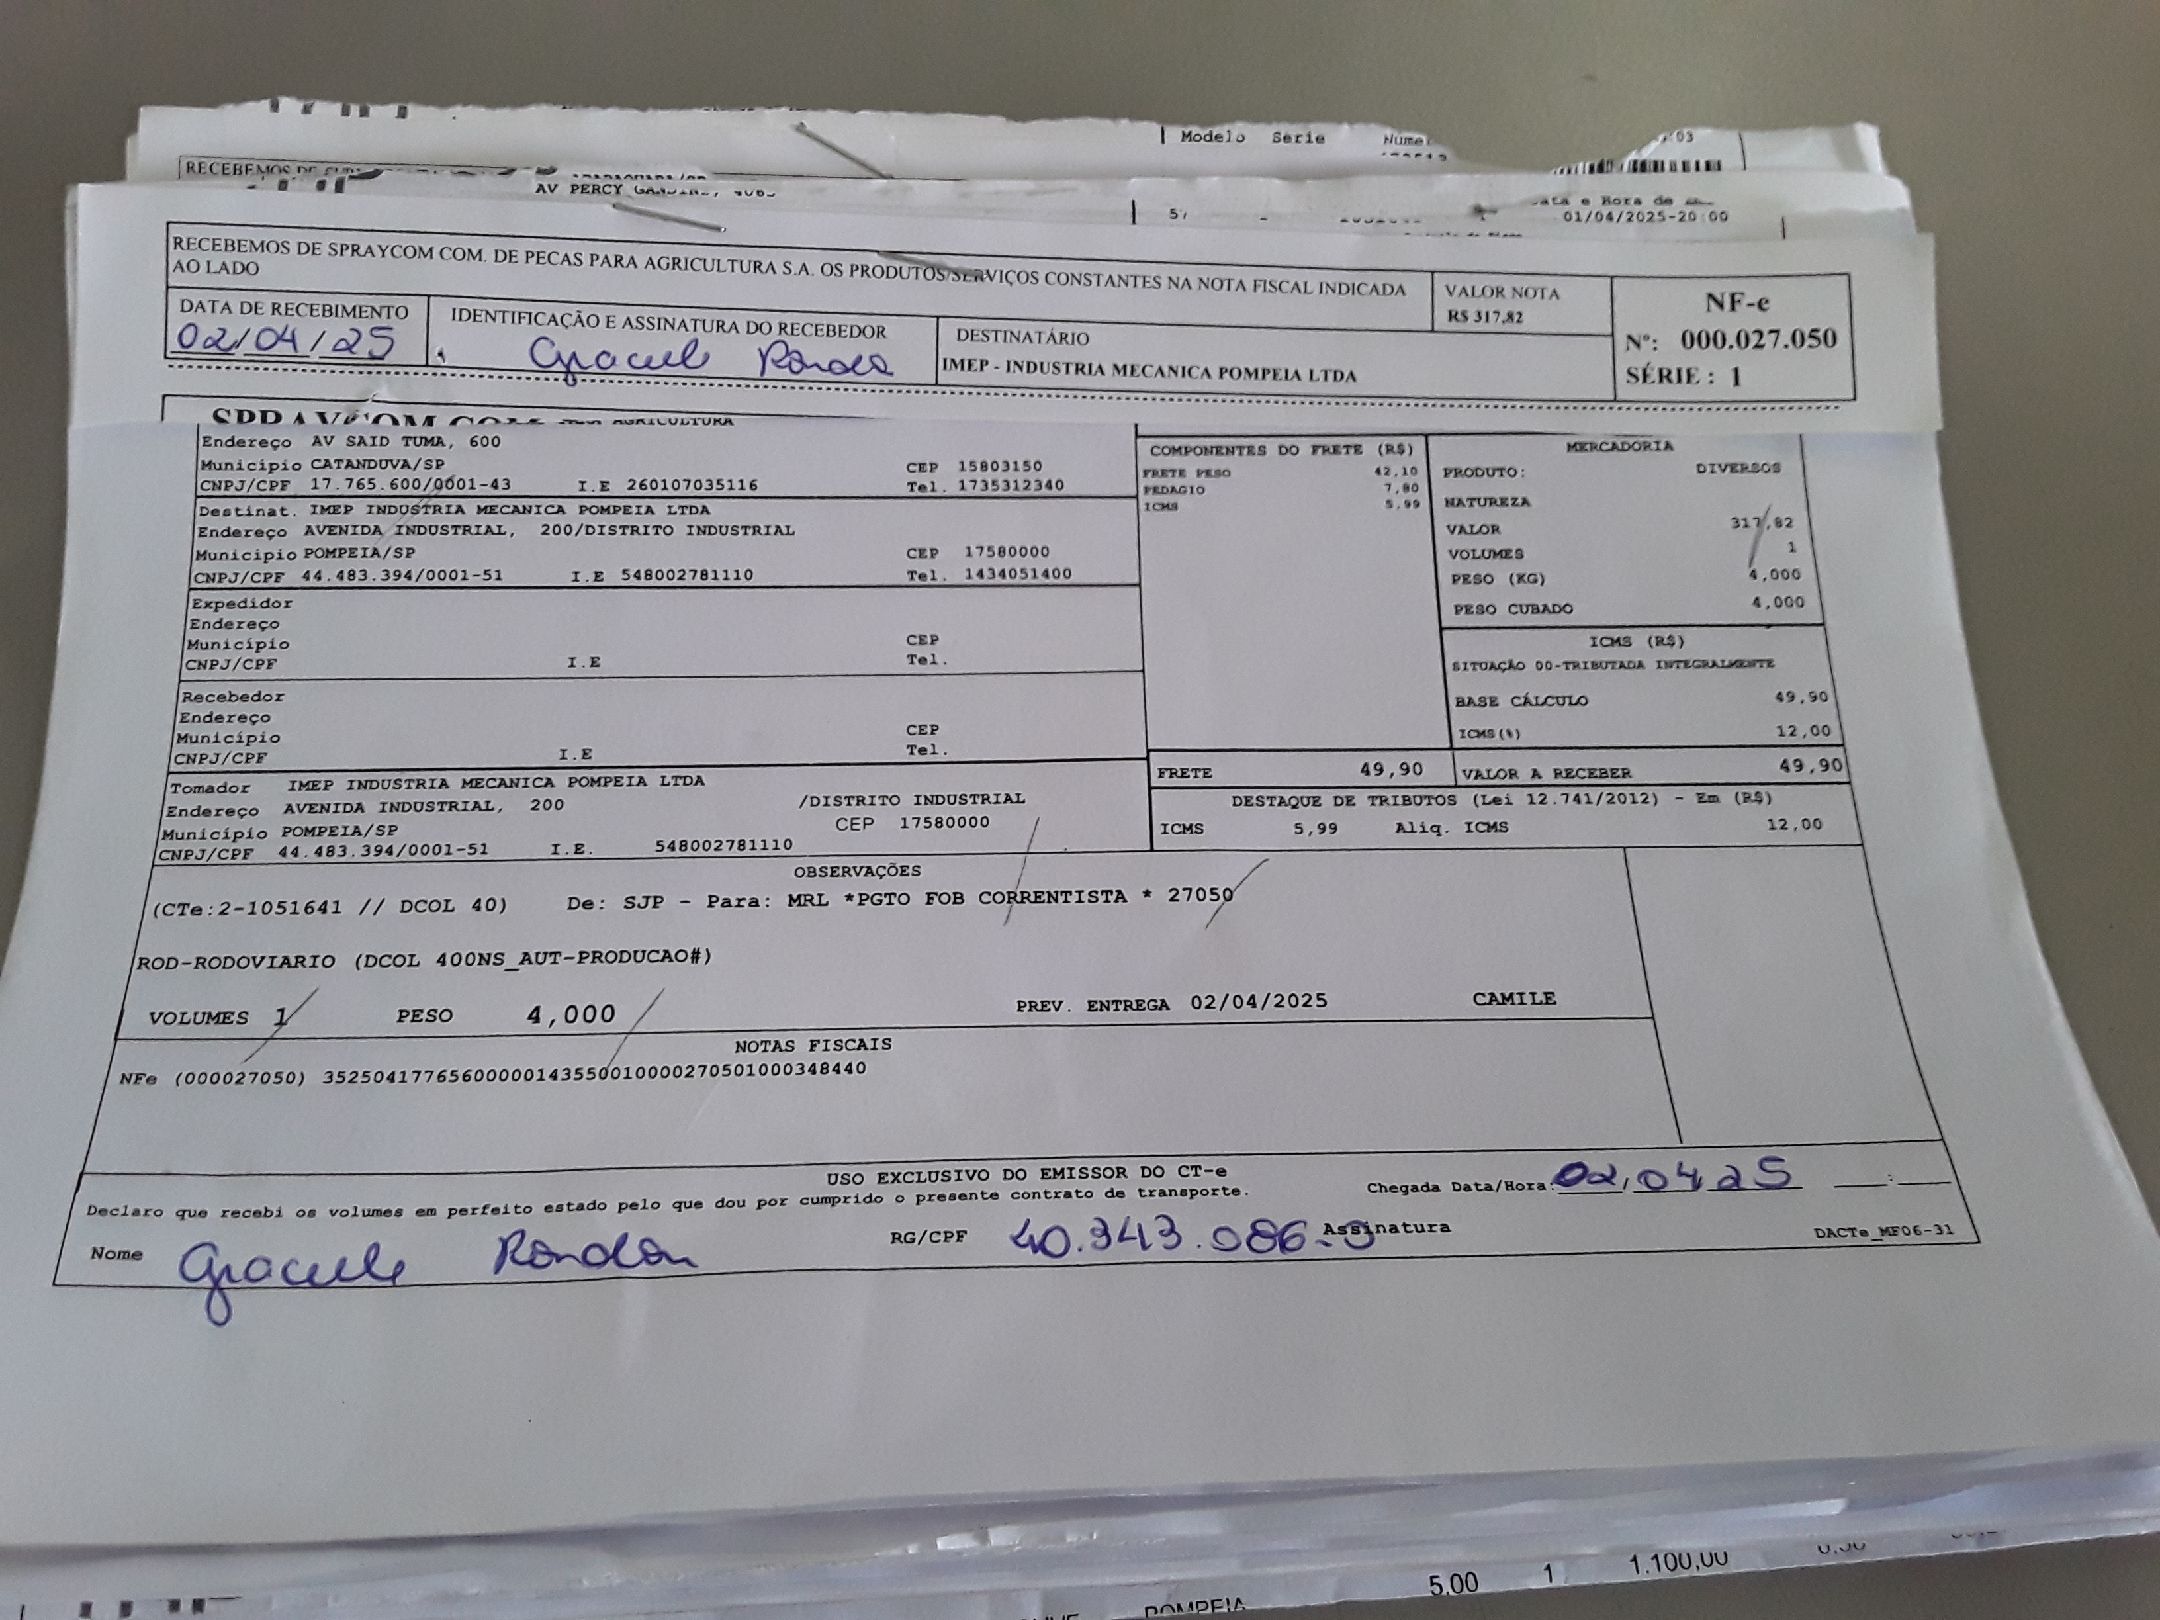 Modelo Serie
RECEBEMOS DE
AV PERCY
01/04/2025-20:00
RECEBEMOS DE SPRAYCOM COM. DE PECAS PARA AGRICULTURA S.A. OS PRODUTOS/SERVIÇOS CONSTANTES NA NOTA FISCAL INDICADA
AO LADO
VALOR NOTA
R$ 317,82
NF-e
Nº: 000.027.050
SÉRIE : 1
DATA DE RECEBIMENTO
02/04/25
IDENTIFICAÇÃO E ASSINATURA DO RECEBEDOR
DESTINATÁRIO
IMEP - INDUSTRIA MECANICA POMPEIA LTDA
SPRAYCOM COM. AGRICULTURA
Endereço AV SAID TUMA, 600
Município CATANDUVA/SP CEP 15803150
CNPJ/CPF 17.765.600/0001-43 I.E 260107035116 Tel. 1735312340
Destinat. IMEP INDUSTRIA MECANICA POMPEIA LTDA
Endereço AVENIDA INDUSTRIAL, 200/DISTRITO INDUSTRIAL
Município POMPEIA/SP CEP 17580000
CNPJ/CPF 44.483.394/0001-51 I.E 548002781110 Tel. 1434051400
Expedidor
Endereço
Município CEP
CNPJ/CPF I.E Tel.
Recebedor
Endereço
Município CEP
CNPJ/CPF I.E Tel.
Tomador IMEP INDUSTRIA MECANICA POMPEIA LTDA
Endereço AVENIDA INDUSTRIAL, 200 /DISTRITO INDUSTRIAL
Município POMPEIA/SP CEP 17580000
CNPJ/CPF 44.483.394/0001-51 I.E. 548002781110
COMPONENTES DO FRETE (R$)
FRETE PESO 42,10
PEDAGIO 7,80
ICMS 5,99
MERCADORIA
PRODUTO: DIVERSOS
NATUREZA
VALOR 317,82
VOLUMES 1
PESO (KG) 4,000
PESO CUBADO 4,000
ICMS (R$)
SITUAÇÃO 00-TRIBUTADA INTEGRALMENTE
BASE CÁLCULO 49,90
ICMS(%) 12,00
FRETE 49,90 VALOR A RECEBER 49,90
DESTAQUE DE TRIBUTOS (Lei 12.741/2012) - Em (R$)
ICMS 5,99 Aliq. ICMS 12,00
OBSERVAÇÕES
(CTe:2-1051641 // DCOL 40) De: SJP - Para: MRL *PGTO FOB CORRENTISTA * 27050
ROD-RODOVIARIO (DCOL 400NS_AUT-PRODUCAO#)
VOLUMES 1 PESO 4,000 PREV. ENTREGA 02/04/2025 CAMILE
NOTAS FISCAIS
NFe (000027050) 35250417765600000143550010000270501000348440
USO EXCLUSIVO DO EMISSOR DO CT-e
Declaro que recebi os volumes em perfeito estado pelo que dou por cumprido o presente contrato de transporte.
Chegada Data/Hora: 02,04 25
Nome Rondon RG/CPF 40.343.086- Assinatura
DACTe_MF06-31
5,00 1 1.100,00
POMPEIA